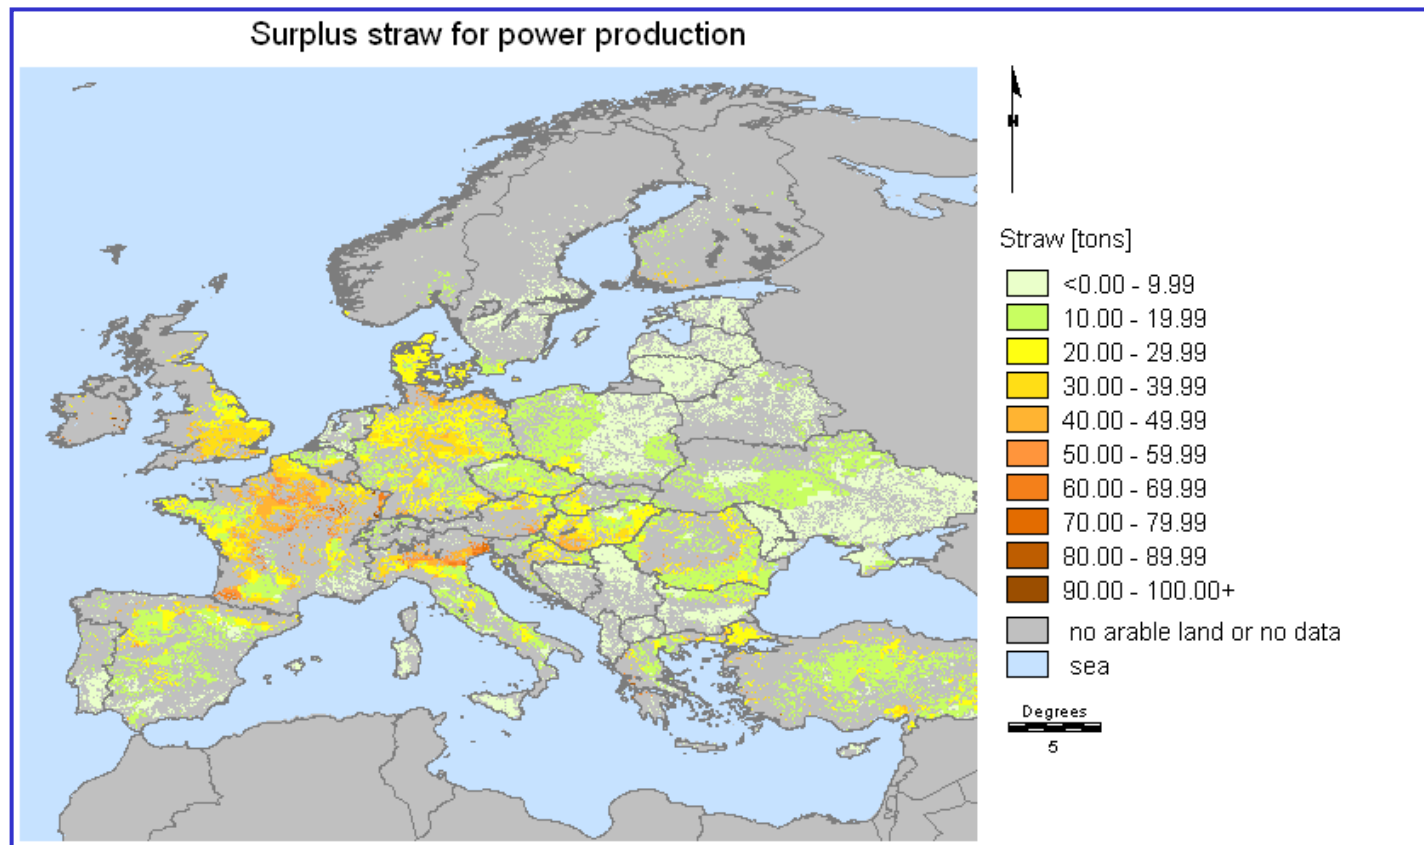 Surplus straw for power production
N
Straw [tons]
<0.00 - 9.99
10.00 - 19.99
20.00 - 29.99
30.00 - 39.99
40.00 - 49.99
50.00 - 59.99
60.00 - 69.99
70.00 - 79.99
80.00 - 89.99
90.00 - 100.00+
no arable land or no data
sea
Degrees
5